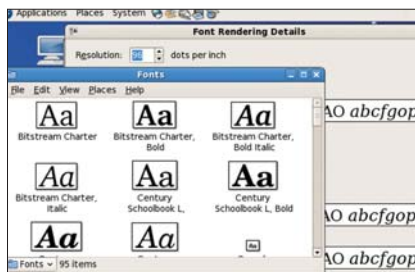 Applications Places System
Font Rendering Details
Resolution: dots per inch
Fonts
File Edit View Places Help
Aa Aa Aa
Bitstream Charter Bitstream Charter, Bold Bitstream Charter, Bold Italic
AO abcfgop
Aa Aa Aa
Bitstream Charter, Italic Century Schoolbook L, Century Schoolbook L, Bold
AO abcfgop
Aa Aa Aa
AO abcfgop
Fonts 95 items
AO abcfgop